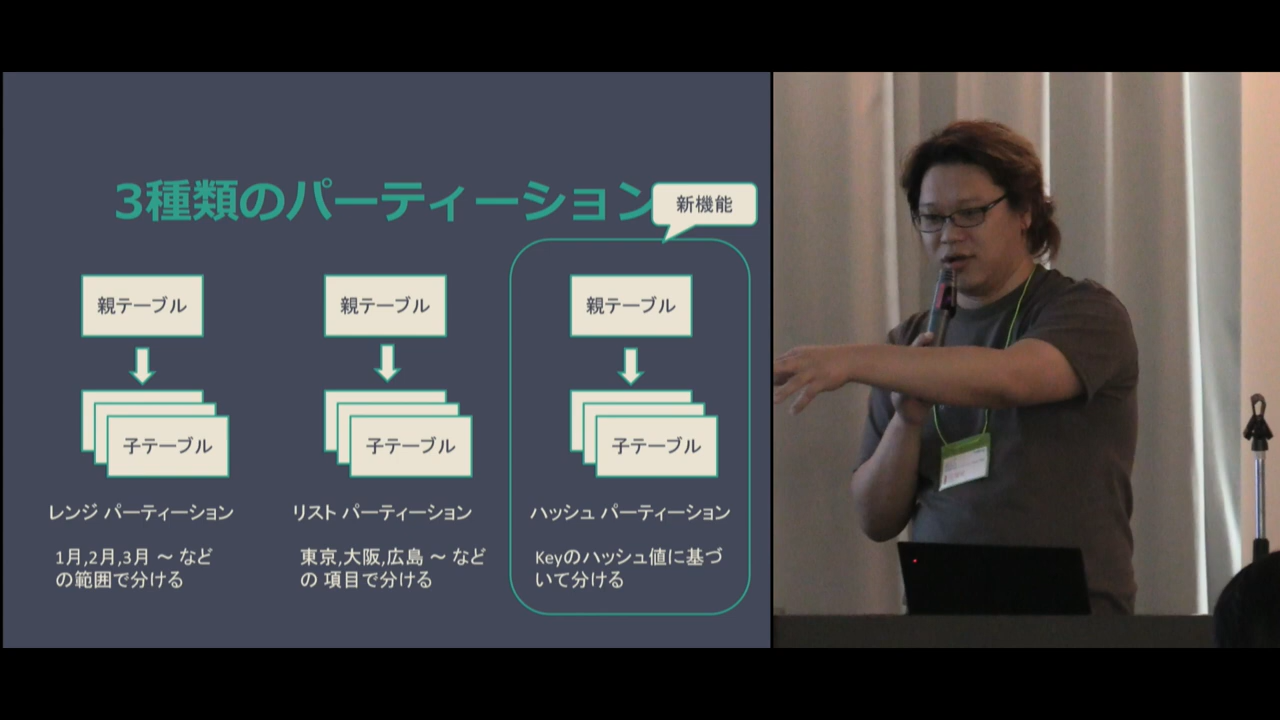 3種類のパーティーション
新機能
親テーブル
子テーブル
レンジ パーティーション
1月,2月,3月 ～ など
の範囲で分ける
親テーブル
子テーブル
リスト パーティーション
東京,大阪,広島 ～ など
の 項目で分ける
親テーブル
子テーブル
ハッシュ パーティーション
Keyのハッシュ値に基づ
いて分ける